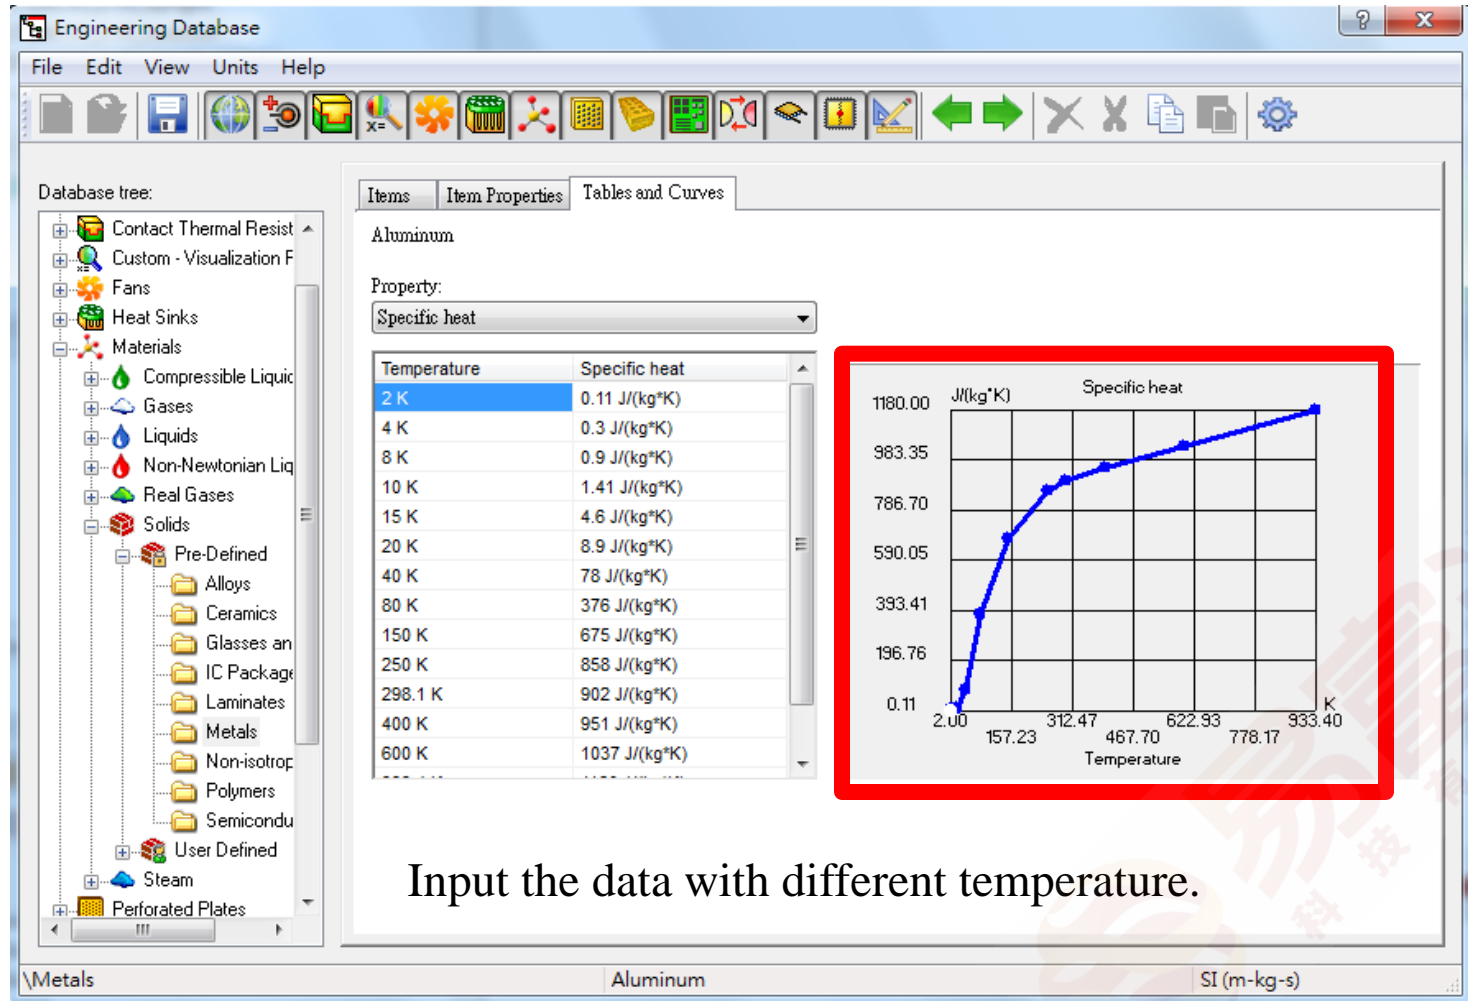 Engineering Database
File Edit View Units Help
Database tree:
Contact Thermal Resist
Custom - Visualization F
Fans
Heat Sinks
Materials
Compressible Liquic
Gases
Liquids
Non-Newtonian Liq
Real Gases
Solids
Pre-Defined
Alloys
Ceramics
Glasses an
IC Package
Laminates
Metals
Non-isotrop
Polymers
Semicondu
User Defined
Steam
Perforated Plates
Items Item Properties Tables and Curves
Aluminum
Property:
Specific heat
Temperature Specific heat
2 K 0.11 J/(kg*K)
4 K 0.3 J/(kg*K)
8 K 0.9 J/(kg*K)
10 K 1.41 J/(kg*K)
15 K 4.6 J/(kg*K)
20 K 8.9 J/(kg*K)
40 K 78 J/(kg*K)
80 K 376 J/(kg*K)
150 K 675 J/(kg*K)
250 K 858 J/(kg*K)
298.1 K 902 J/(kg*K)
400 K 951 J/(kg*K)
600 K 1037 J/(kg*K)
J/(kg*K) Specific heat
1180.00
983.35
786.70
590.05
393.41
196.76
0.11
K
2.00 312.47 622.93 933.40
157.23 467.70 778.17
Temperature
Input the data with different temperature.
易富
科技有
\Metals Aluminum SI (m-kg-s)